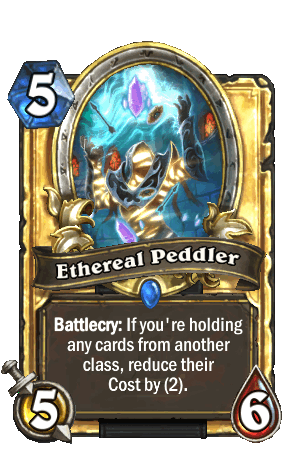 5
Ethereal Peddler
Battlecry: If you're holding
any cards from another
class, reduce their
Cost by (2).
5
6